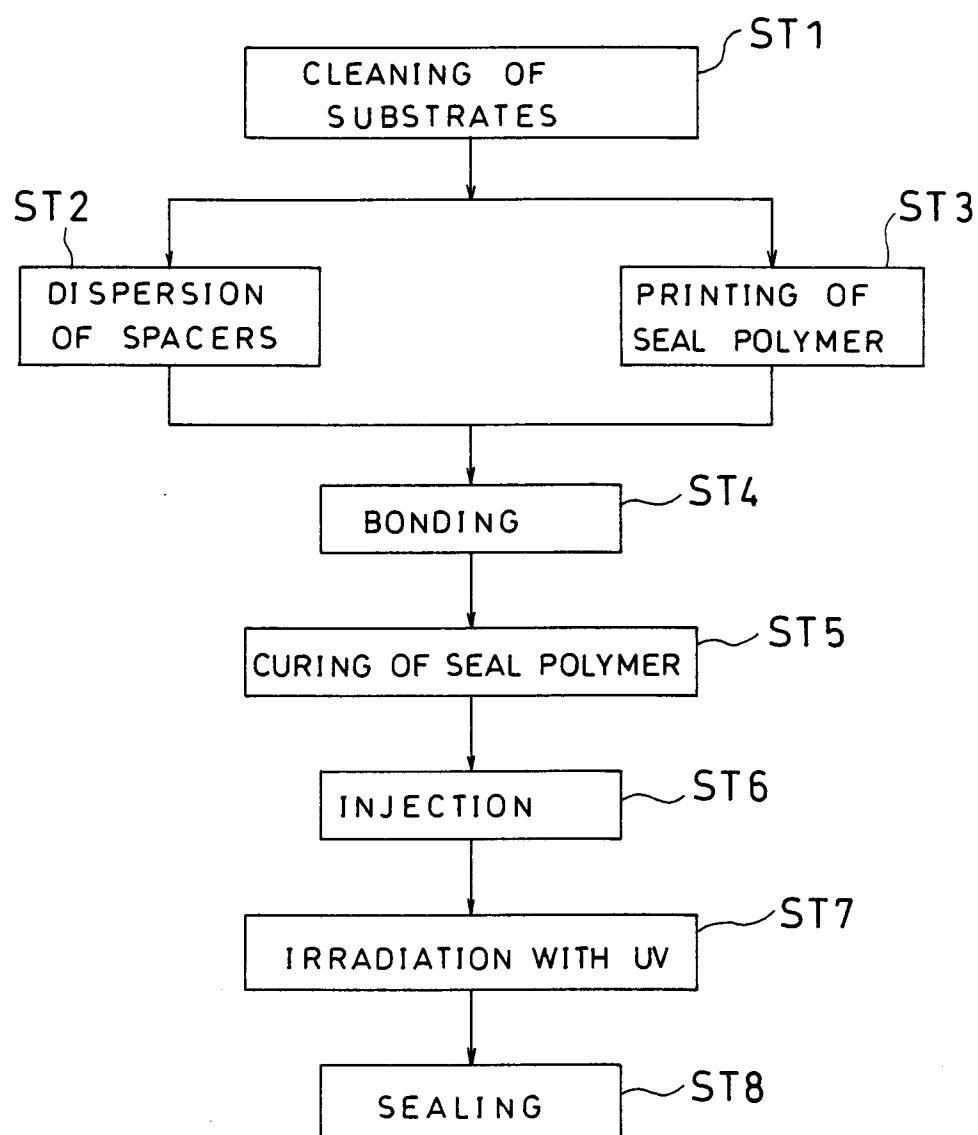 ST1
CLEANING OF
SUBSTRATES
ST2
DISPERSION
OF SPACERS
ST3
PRINTING OF
SEAL POLYMER
ST4
BONDING
ST5
CURING OF SEAL POLYMER
ST6
INJECTION
ST7
IRRADIATION WITH UV
ST8
SEALING